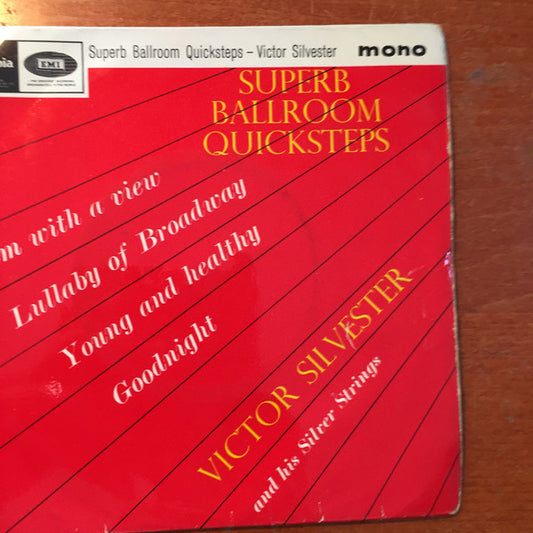 bia
EMI
Superb Ballroom Quicksteps – Victor Silvester
mono
SUPERB
BALLROOM
QUICKSTEPS
m with a view
Lullaby of Broadway
Young and healthy
Goodnight
VICTOR SILVESTER
and his Silver Strings